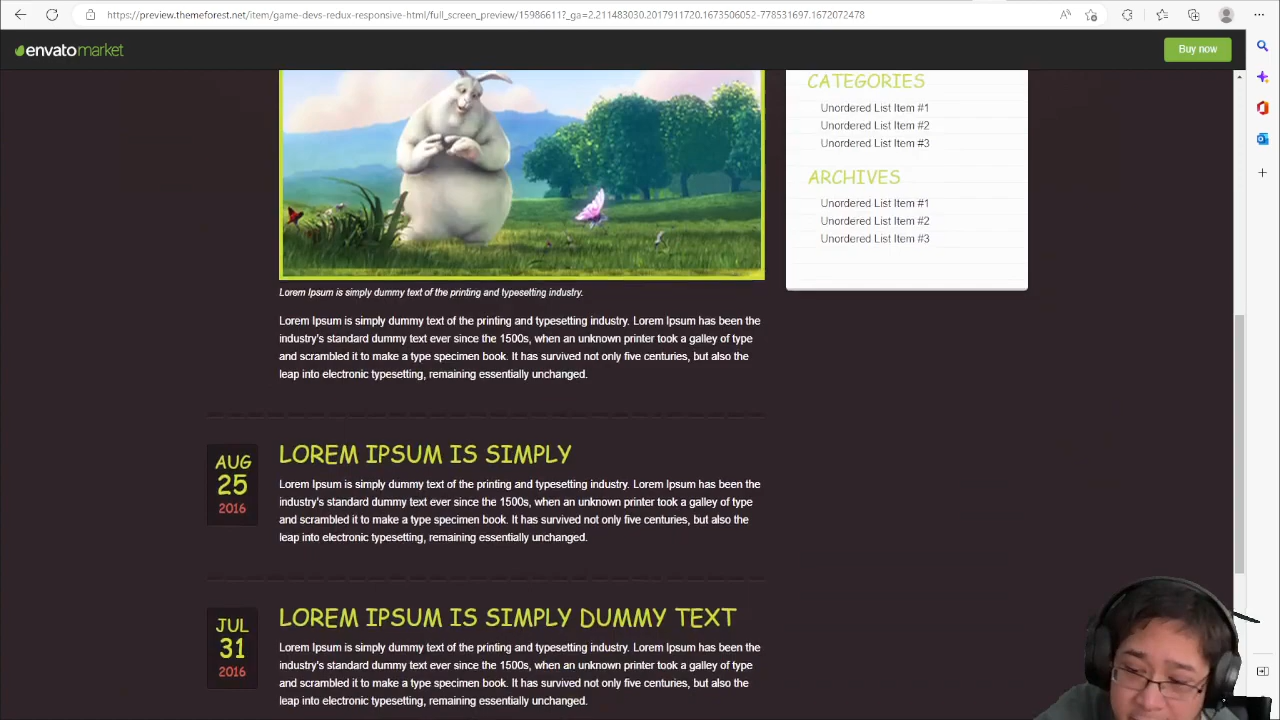 https://preview.themeforest.net/item/game-devs-redux-responsive-html/full_screen_preview/15986611?_ga=2.211483030.2017911720.1673506052-778531697.1672072478
envatomarket
Buy now
CATEGORIES
Unordered List Item #1
Unordered List Item #2
Unordered List Item #3
ARCHIVES
Unordered List Item #1
Unordered List Item #2
Unordered List Item #3
Lorem Ipsum is simply dummy text of the printing and typesetting industry.
Lorem Ipsum is simply dummy text of the printing and typesetting industry. Lorem Ipsum has been the
industry's standard dummy text ever since the 1500s, when an unknown printer took a galley of type
and scrambled it to make a type specimen book. It has survived not only five centuries, but also the
leap into electronic typesetting, remaining essentially unchanged.
AUG
25
2016
LOREM IPSUM IS SIMPLY
Lorem Ipsum is simply dummy text of the printing and typesetting industry. Lorem Ipsum has been the
industry's standard dummy text ever since the 1500s, when an unknown printer took a galley of type
and scrambled it to make a type specimen book. It has survived not only five centuries, but also the
leap into electronic typesetting, remaining essentially unchanged.
JUL
31
2016
LOREM IPSUM IS SIMPLY DUMMY TEXT
Lorem Ipsum is simply dummy text of the printing and typesetting industry. Lorem Ipsum has been the
industry's standard dummy text ever since the 1500s, when an unknown printer took a galley of type
and scrambled it to make a type specimen book. It has survived not only five centuries, but also the
leap into electronic typesetting, remaining essentially unchanged.